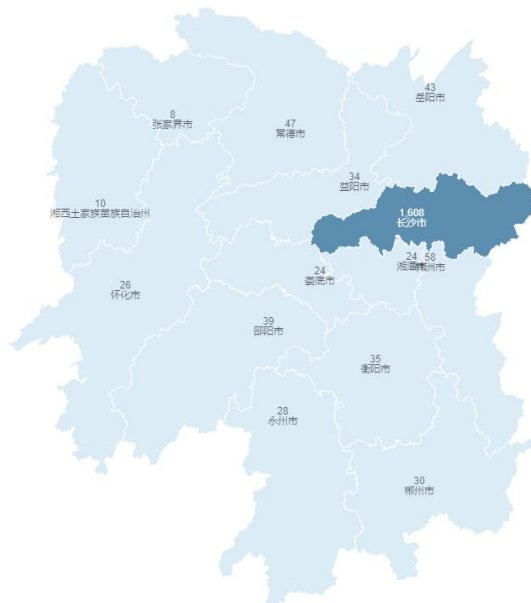 43
岳阳市
8
张家界市
47
常德市
34
益阳市
10
湘西土家族苗族自治州
1,608
长沙市
24
湘潭市
58
株洲市
26
怀化市
24
娄底市
39
邵阳市
35
衡阳市
28
永州市
30
郴州市